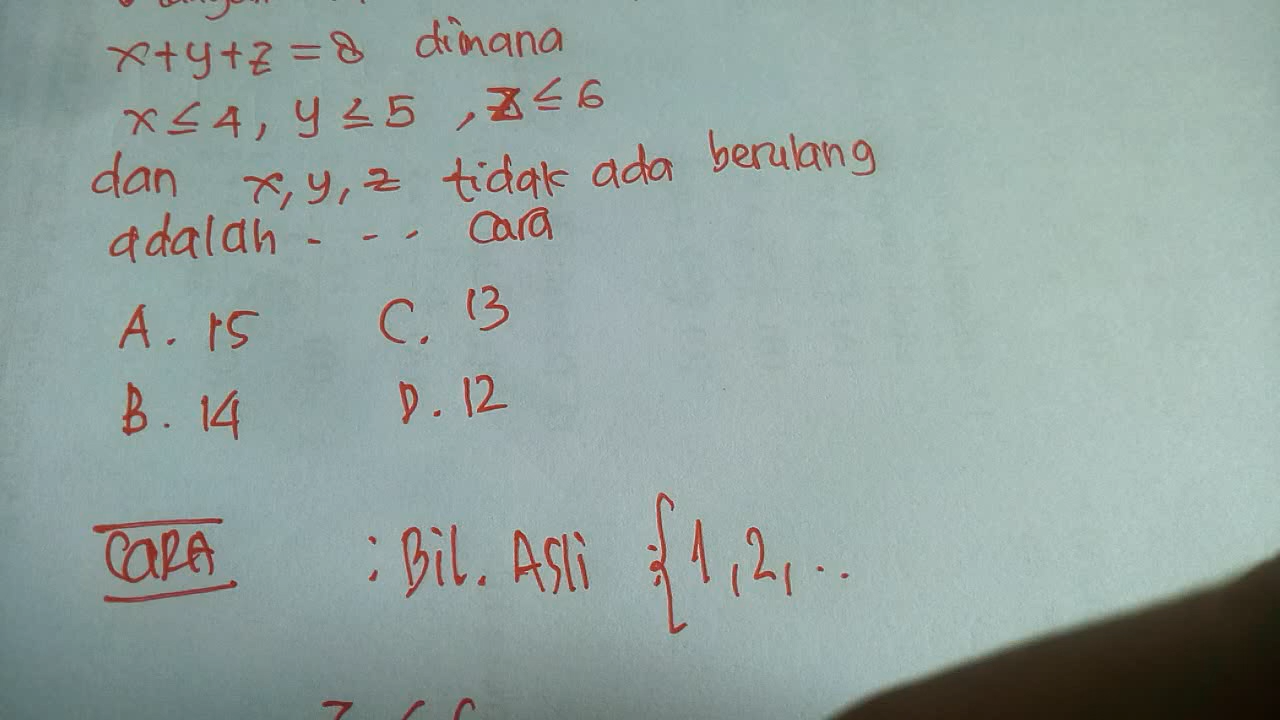 x+y+z=8 dimana
x≤4, y≤5, z≤6
dan x,y,z tidak ada berulang
adalah - - . cara
A. 15 C. 13
B. 14 D. 12
CARA : Bil. Asli : {1,2,..